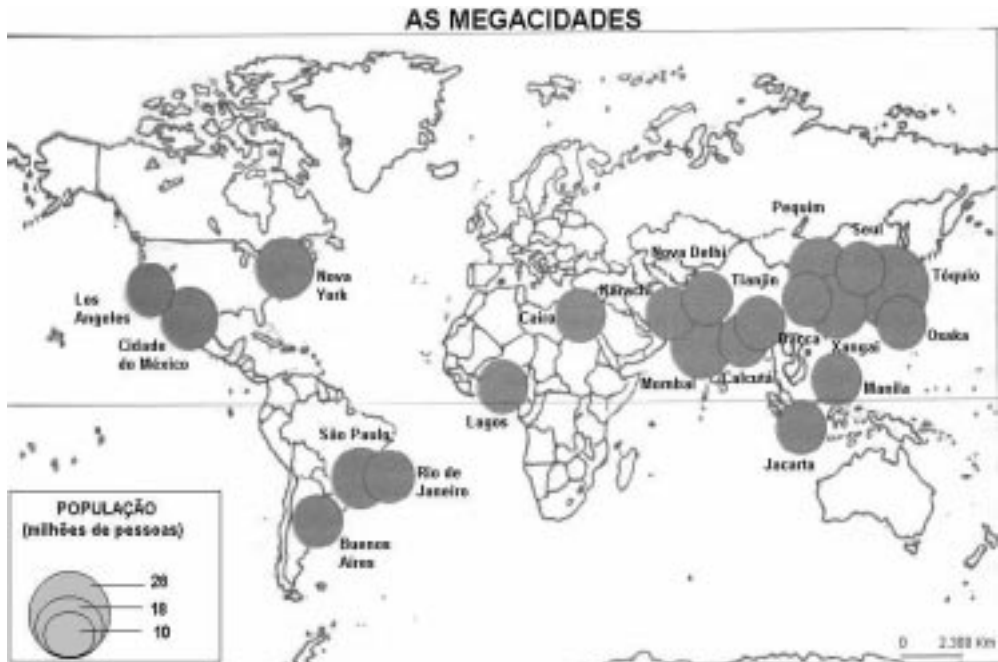 AS MEGACIDADES
Pequim
Seul
Nova Delhi
Tianjin
Tóquio
Nova
York
Karachi
Los
Angeles
Cairo
Cidade
do México
Dacca
Xangai
Osaka
Mombai
Calcutá
Manila
Lagos
São Paulo
Jacarta
Rio de
Janeiro
Buenos
Aires
POPULAÇÃO
(milhões de pessoas)
28
18
10
0 2.300 Km